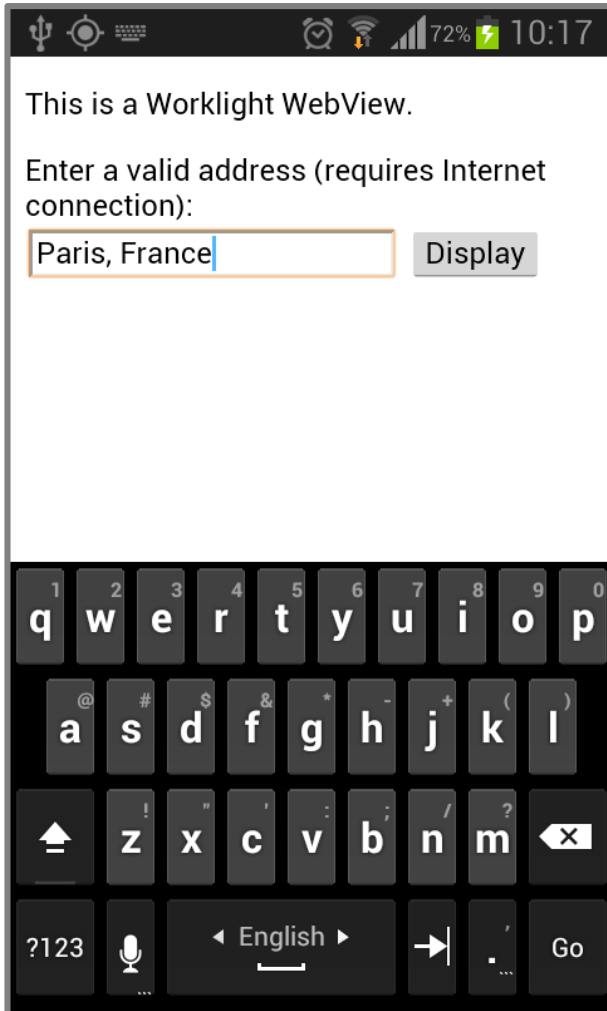 72% 10:17
This is a Worklight WebView.
Enter a valid address (requires Internet
connection):
Paris, France Display
1 2 3 4 5 6 7 8 9 0
q w e r t y u i o p
@ # $ & * - + ( )
a s d f g h j k l
! " ' : ; / ?
z x c v b n m
?123 English . , ... Go